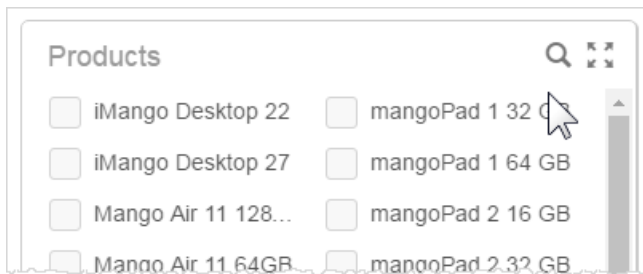 Products
iMango Desktop 22 mangoPad 1 32 GB
iMango Desktop 27 mangoPad 1 64 GB
Mango Air 11 128... mangoPad 2 16 GB
Mango Air 11 64GB mangoPad 2 32 GB